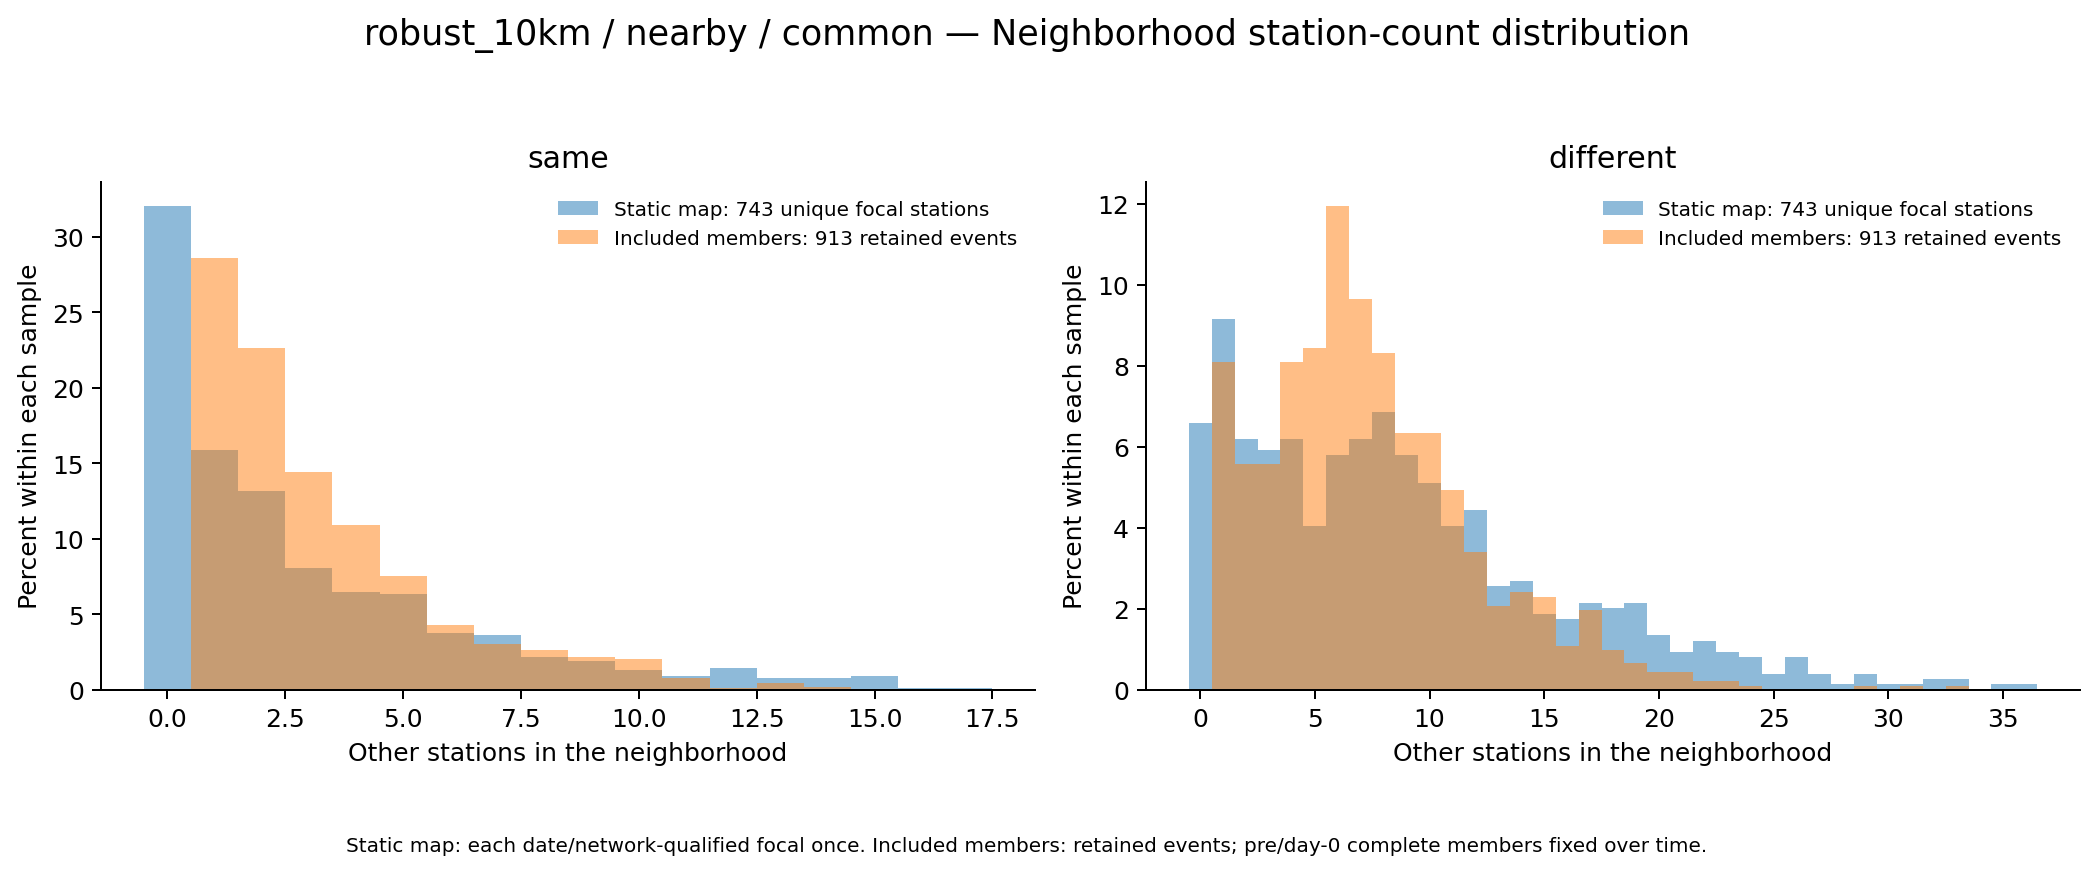 robust_10km / nearby / common — Neighborhood station-count distribution
same
Percent within each sample
30
25
20
15
10
5
0
Static map: 743 unique focal stations
Included members: 913 retained events
0.0 2.5 5.0 7.5 10.0 12.5 15.0 17.5
Other stations in the neighborhood
different
Percent within each sample
12
10
8
6
4
2
0
Static map: 743 unique focal stations
Included members: 913 retained events
0 5 10 15 20 25 30 35
Other stations in the neighborhood
Static map: each date/network-qualified focal once. Included members: retained events; pre/day-0 complete members fixed over time.